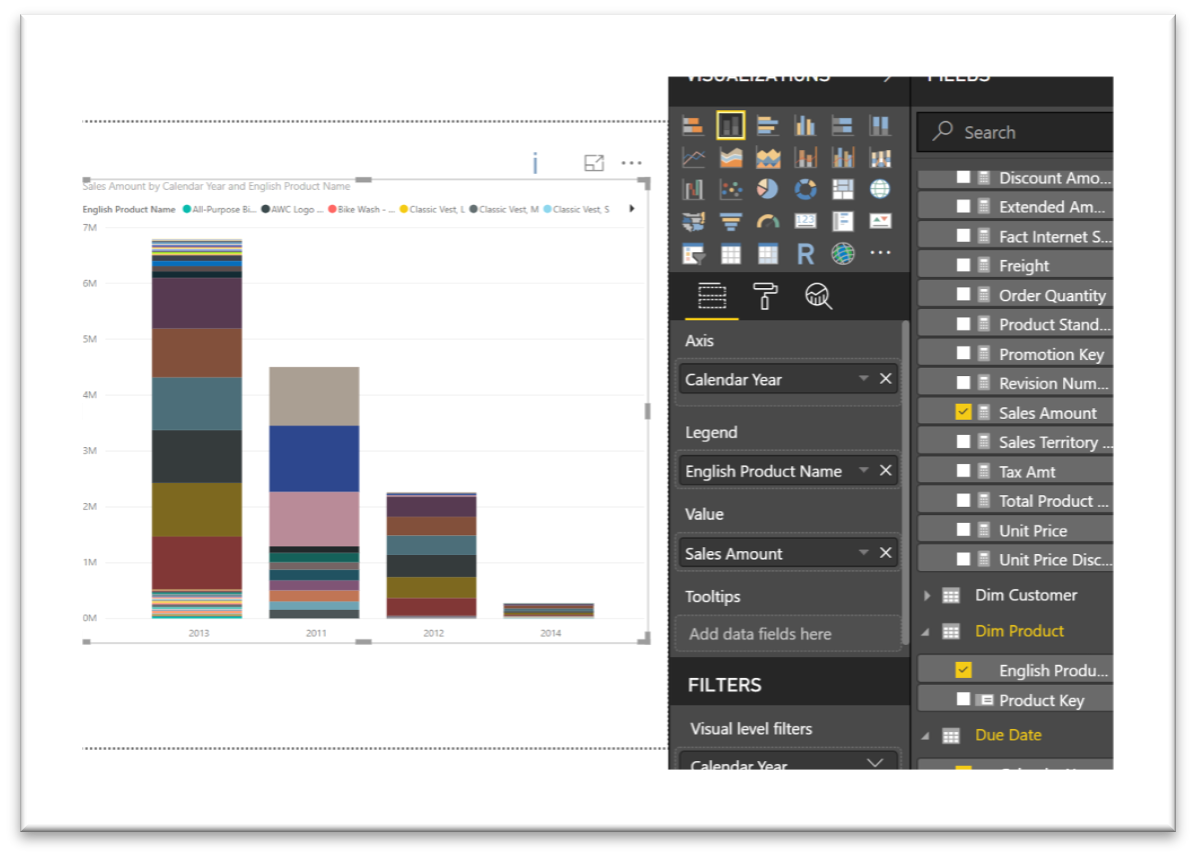 VISUALIZATIONS
FIELDS
Search
Sales Amount by Calendar Year and English Product Name
English Product Name All-Purpose Bi... AWC Logo ... Bike Wash - ... Classic Vest, L Classic Vest, M Classic Vest, S
7M
6M
5M
4M
3M
2M
1M
0M
2013 2011 2012 2014
123
R
Axis
Calendar Year
Legend
English Product Name
Value
Sales Amount
Tooltips
Add data fields here
FILTERS
Visual level filters
Calendar Year
Discount Amo...
Extended Am...
Fact Internet S...
Freight
Order Quantity
Product Stand...
Promotion Key
Revision Num...
Sales Amount
Sales Territory ...
Tax Amt
Total Product ...
Unit Price
Unit Price Disc...
Dim Customer
Dim Product
English Produ...
Product Key
Due Date